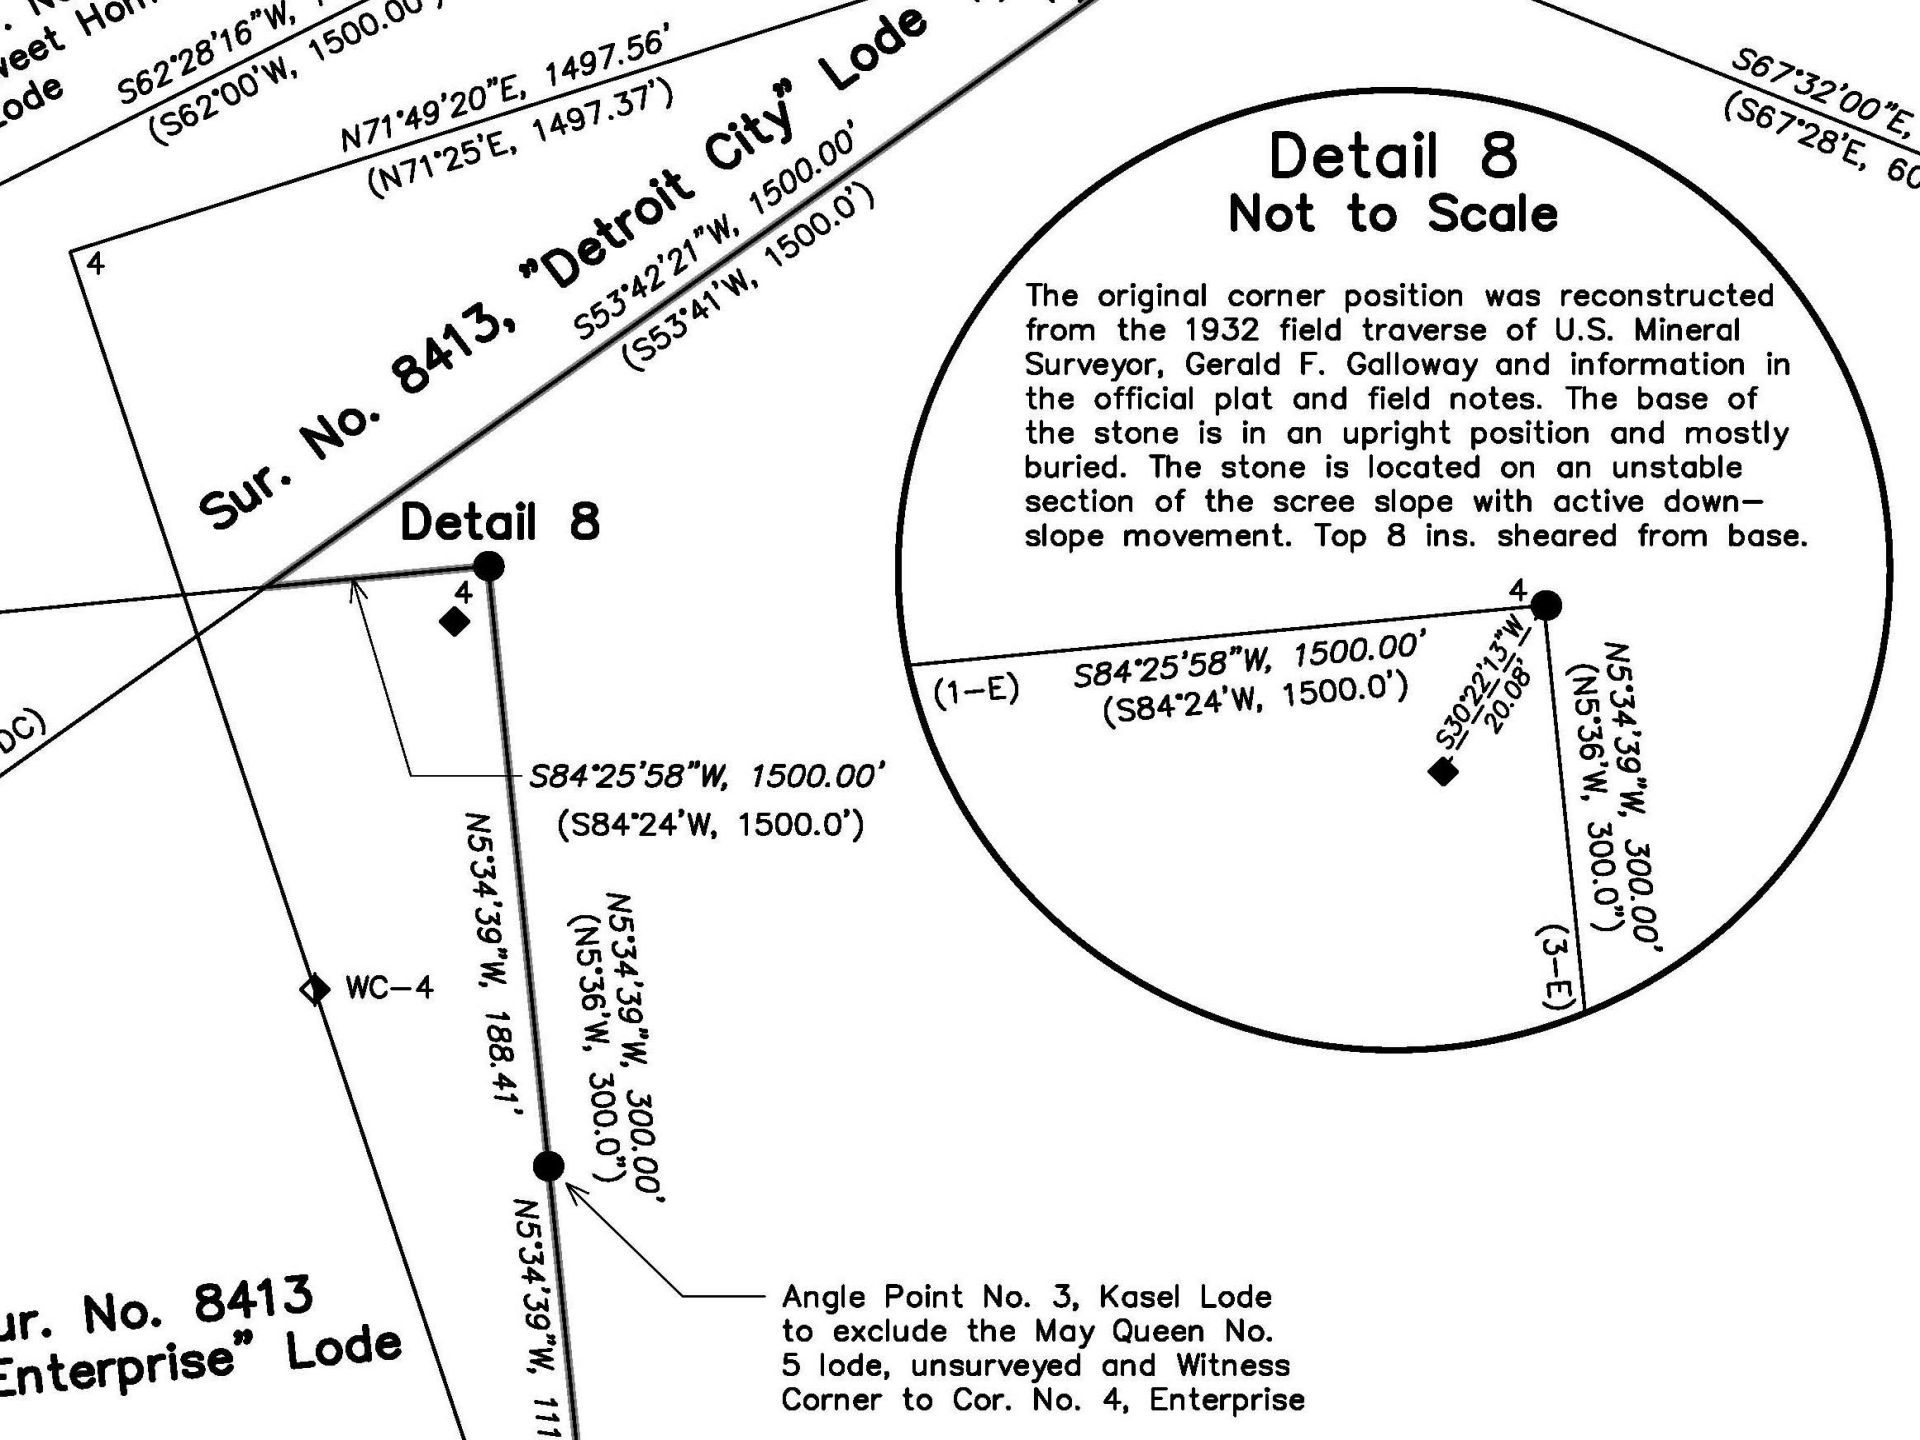 S62°28'16"W,
(S62°00'W, 1500.00')
N71°49'20"E, 1497.56'
(N71°25'E, 1497.37')
4
Sur. No. 8413, "Detroit City" Lode
S53°42'21"W, 1500.00'
(S53°41'W, 1500.0')
S67°32'00"E,
(S67°28'E, 60
Detail 8
Not to Scale
The original corner position was reconstructed
from the 1932 field traverse of U.S. Mineral
Surveyor, Gerald F. Galloway and information in
the official plat and field notes. The base of
the stone is in an upright position and mostly
buried. The stone is located on an unstable
section of the scree slope with active down–
slope movement. Top 8 ins. sheared from base.
4
S84°25'58"W, 1500.00'
(S84°24'W, 1500.0')
(1–E)
S30°22'13"W
20.08'
N5°34'39"W, 300.00'
(N5°36'W, 300.0")
(3–E)
Detail 8
4
S84°25'58"W, 1500.00'
(S84°24'W, 1500.0')
N5°34'39"W, 188.41'
N5°34'39"W, 300.00'
(N5°36'W, 300.0")
DC)
WC–4
N5°34'39"W, 111
ur. No. 8413
Enterprise" Lode
Angle Point No. 3, Kasel Lode
to exclude the May Queen No.
5 lode, unsurveyed and Witness
Corner to Cor. No. 4, Enterprise